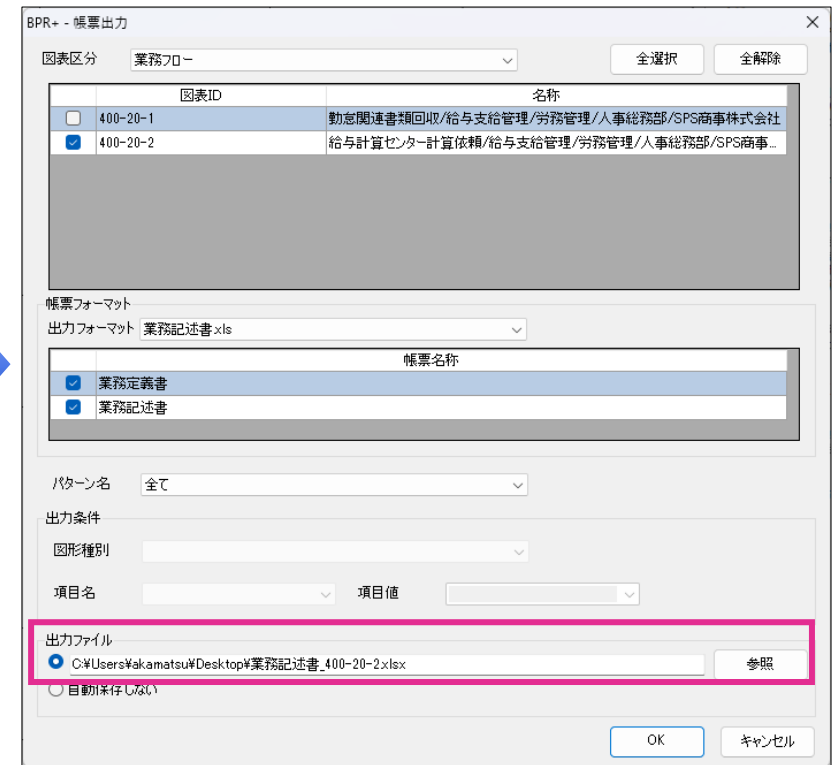 BPR+ - 帳票出力
図表区分 業務フロー 全選択 全解除
図表ID 名称
400-20-1 勤怠関連書類回収/給与支給管理/労務管理/人事総務部/SPS商事株式会社
400-20-2 給与計算センター計算依頼/給与支給管理/労務管理/人事総務部/SPS商事...
帳票フォーマット
出力フォーマット 業務記述書.xls
帳票名称
業務定義書
業務記述書
パターン名 全て
出力条件
図形種別
項目名 項目値
出力ファイル
C:¥Users¥akamatsu¥Desktop¥業務記述書_400-20-2.xlsx 参照
自動保存しない
OK キャンセル